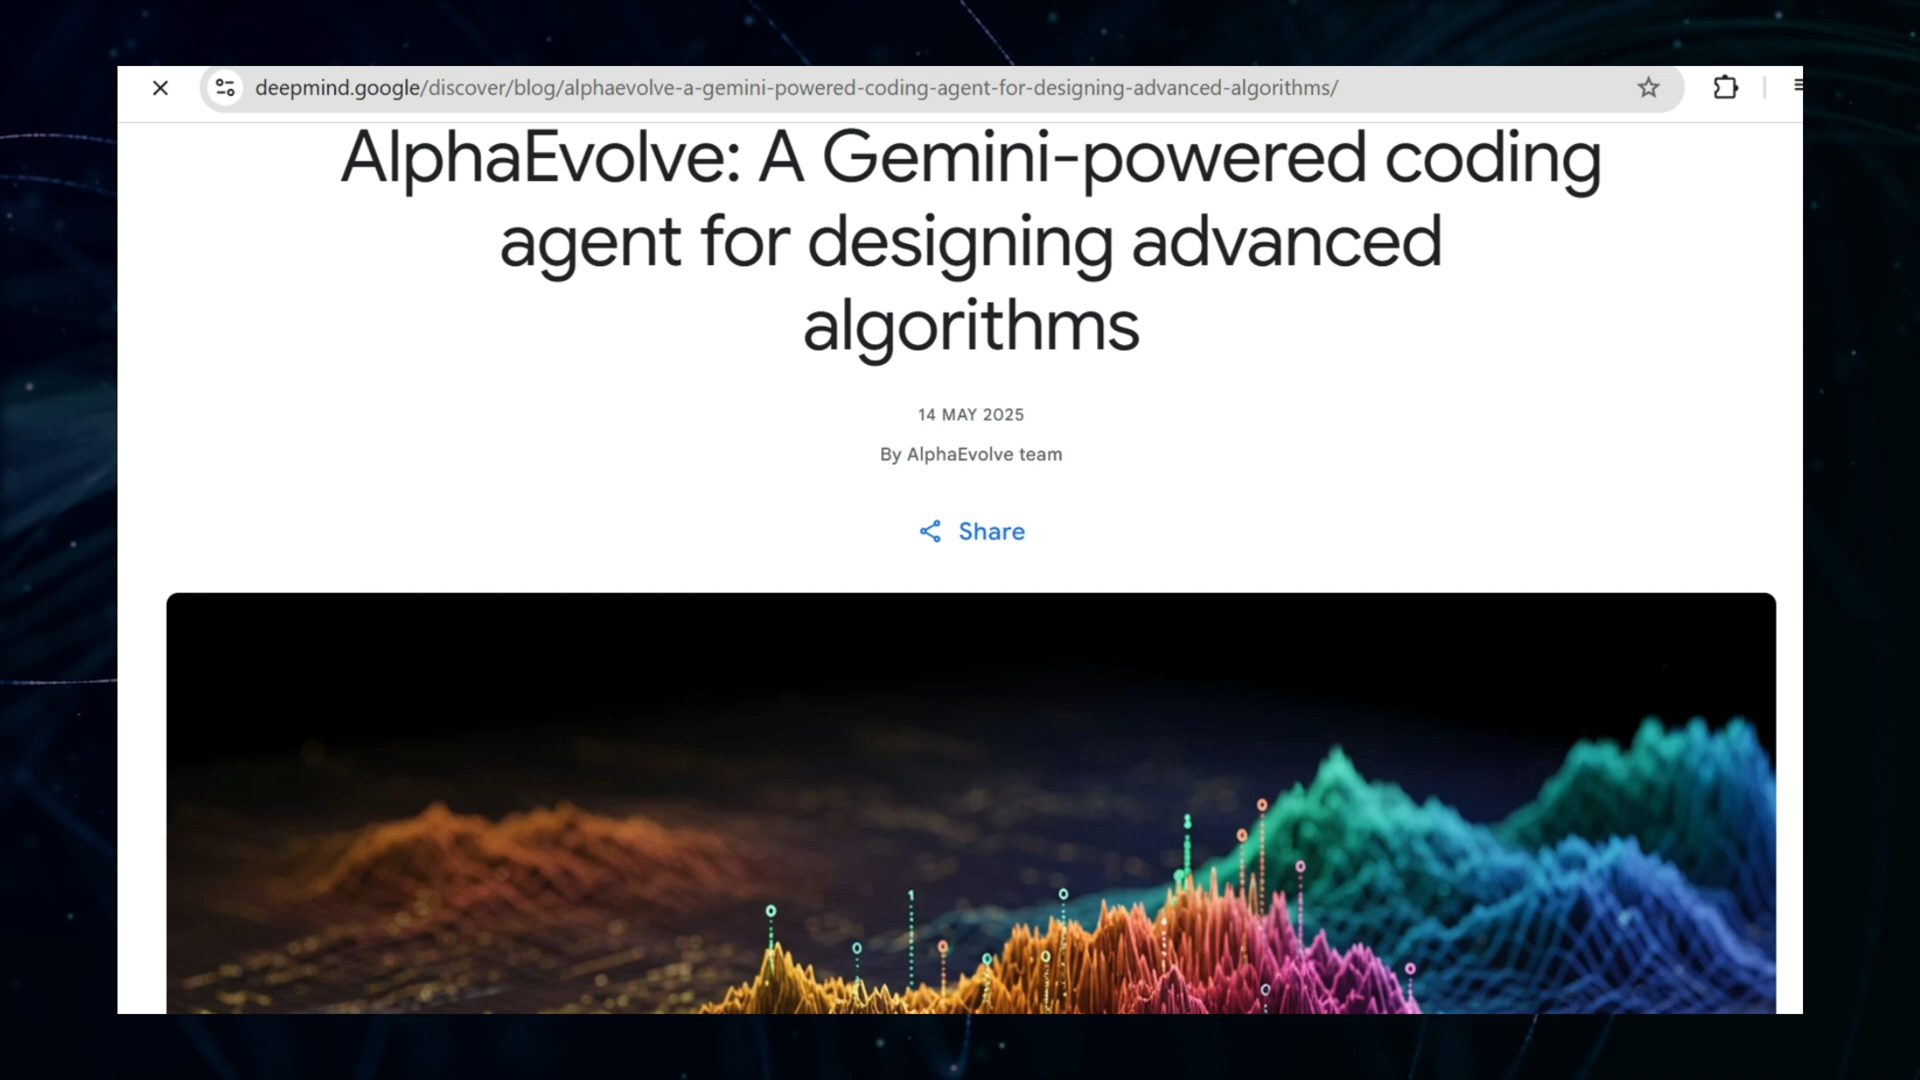 deepmind.google/discover/blog/alphaevolve-a-gemini-powered-coding-agent-for-designing-advanced-algorithms/
AlphaEvolve: A Gemini-powered coding
agent for designing advanced
algorithms
14 MAY 2025
By AlphaEvolve team
Share